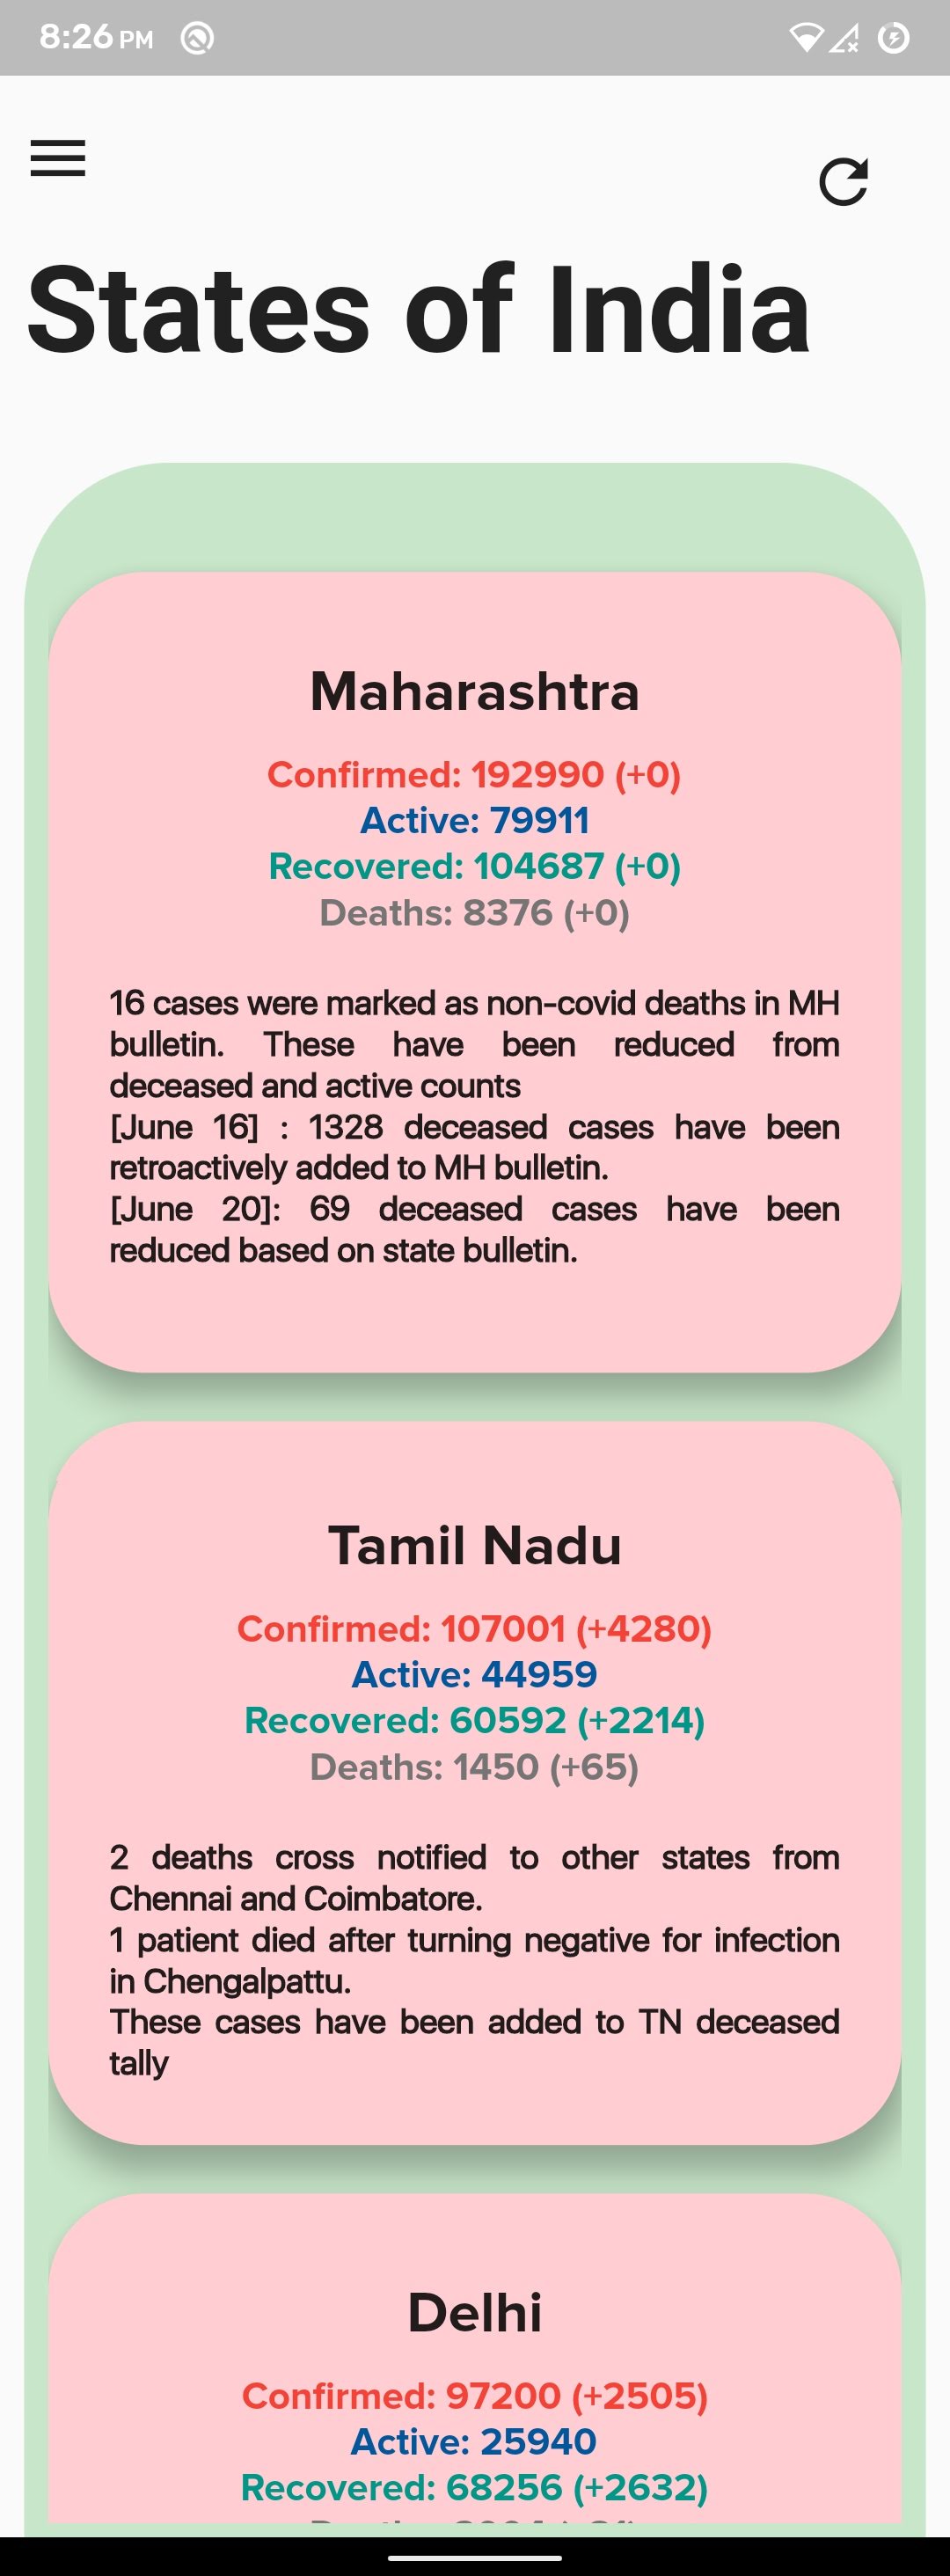 8:26 PM
States of India
Maharashtra
Confirmed: 192990 (+0)
Active: 79911
Recovered: 104687 (+0)
Deaths: 8376 (+0)
16 cases were marked as non-covid deaths in MH
bulletin. These have been reduced from
deceased and active counts
[June 16] : 1328 deceased cases have been
retroactively added to MH bulletin.
[June 20]: 69 deceased cases have been
reduced based on state bulletin.
Tamil Nadu
Confirmed: 107001 (+4280)
Active: 44959
Recovered: 60592 (+2214)
Deaths: 1450 (+65)
2 deaths cross notified to other states from
Chennai and Coimbatore.
1 patient died after turning negative for infection
in Chengalpattu.
These cases have been added to TN deceased
tally
Delhi
Confirmed: 97200 (+2505)
Active: 25940
Recovered: 68256 (+2632)